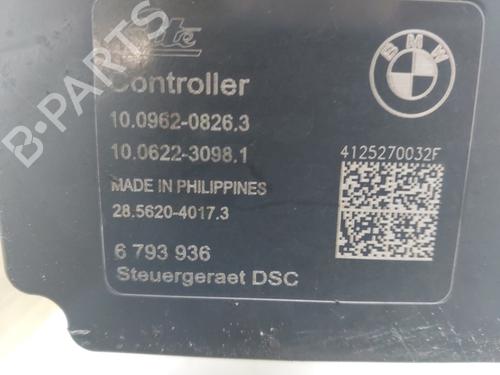 B-PARTS
ate
BMW
Controller
10.0962-0826.3
10.0622-3098.1
4125270032F
MADE IN PHILIPPINES
28.5620-4017.3
6 793 936
Steuergeraet DSC